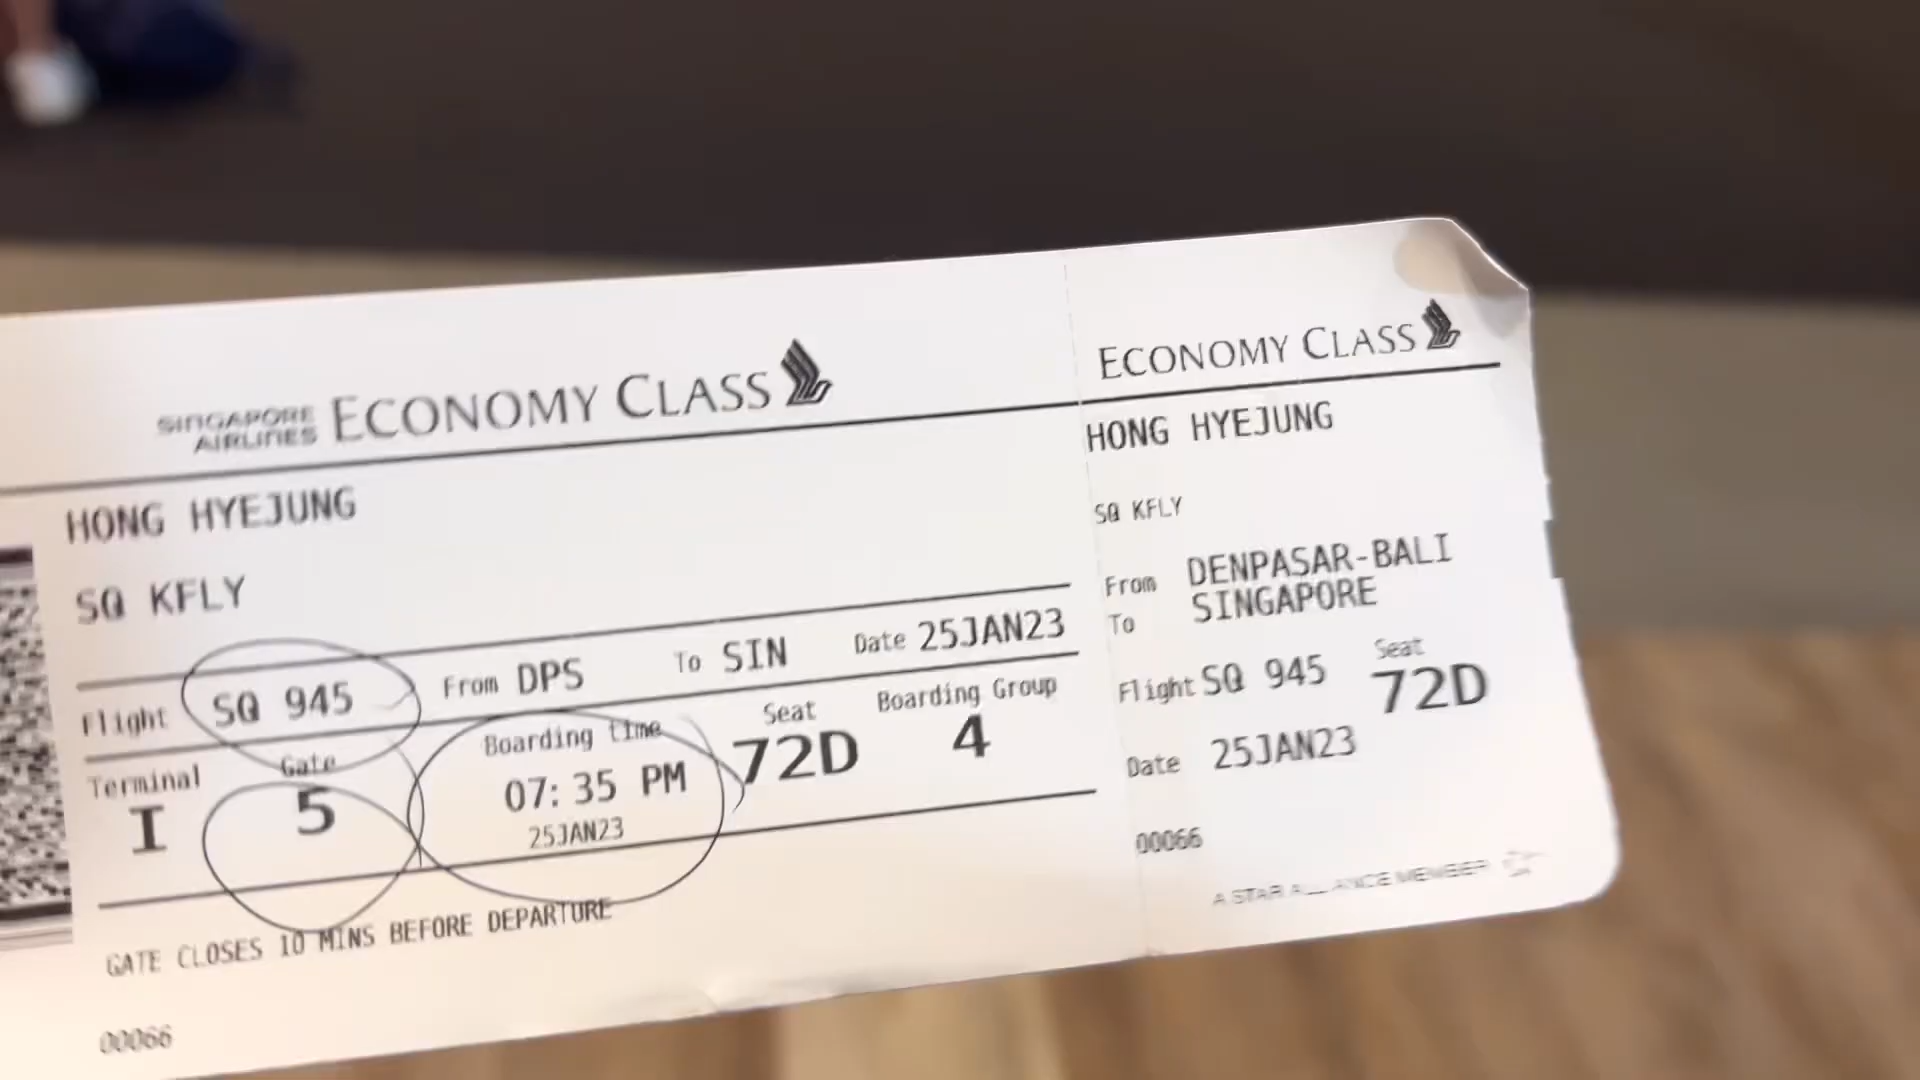 SINGAPORE AIRLINES ECONOMY CLASS
HONG HYEJUNG
SQ KFLY
Flight SQ 945 From DPS To SIN Date 25JAN23
Terminal Gate Boarding time Seat Boarding Group
I 5 07:35 PM 72D 4
25JAN23
GATE CLOSES 10 MINS BEFORE DEPARTURE
00066
ECONOMY CLASS
HONG HYEJUNG
SQ KFLY
From DENPASAR-BALI
To SINGAPORE
Flight SQ 945 Seat 72D
Date 25JAN23
00066
A STAR ALLIANCE MEMBER